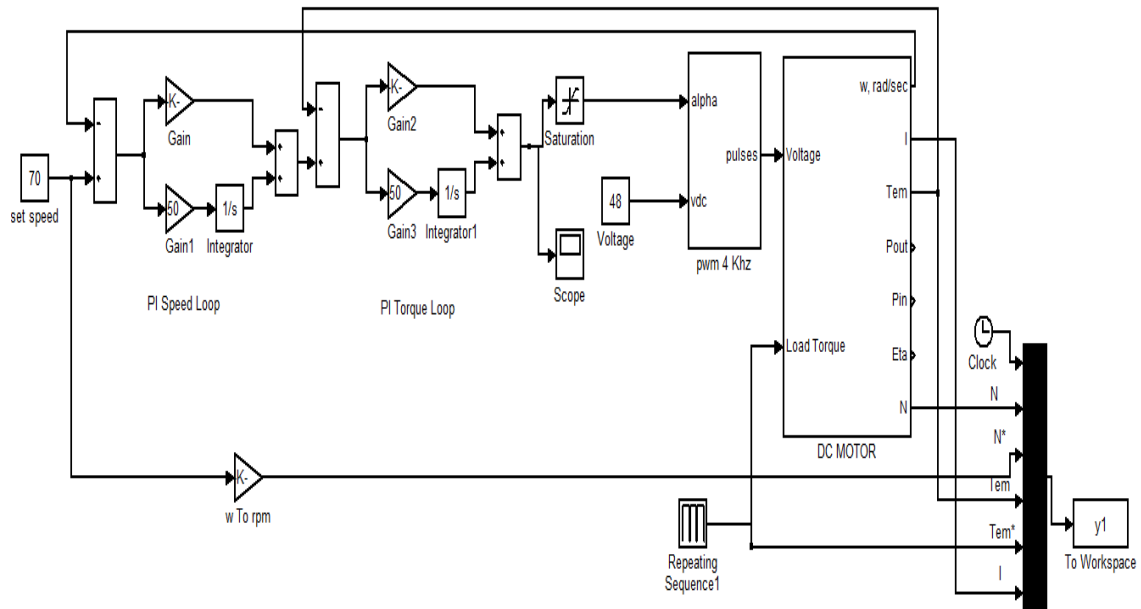 w, rad/sec
-K-
Gain
-K-
Gain2
Saturation
alpha
I
pulses
Voltage
70
set speed
50
Gain1
1/s
Integrator
50
Gain3
1/s
Integrator1
48
Voltage
vdc
Tem
Pout
pwm 4 Khz
Scope
PI Speed Loop
PI Torque Loop
Pin
Load Torque
Eta
Clock
N
N
DC MOTOR
N*
-K-
w To rpm
Tem
Tem*
y1
To Workspace
Repeating
Sequence1
I